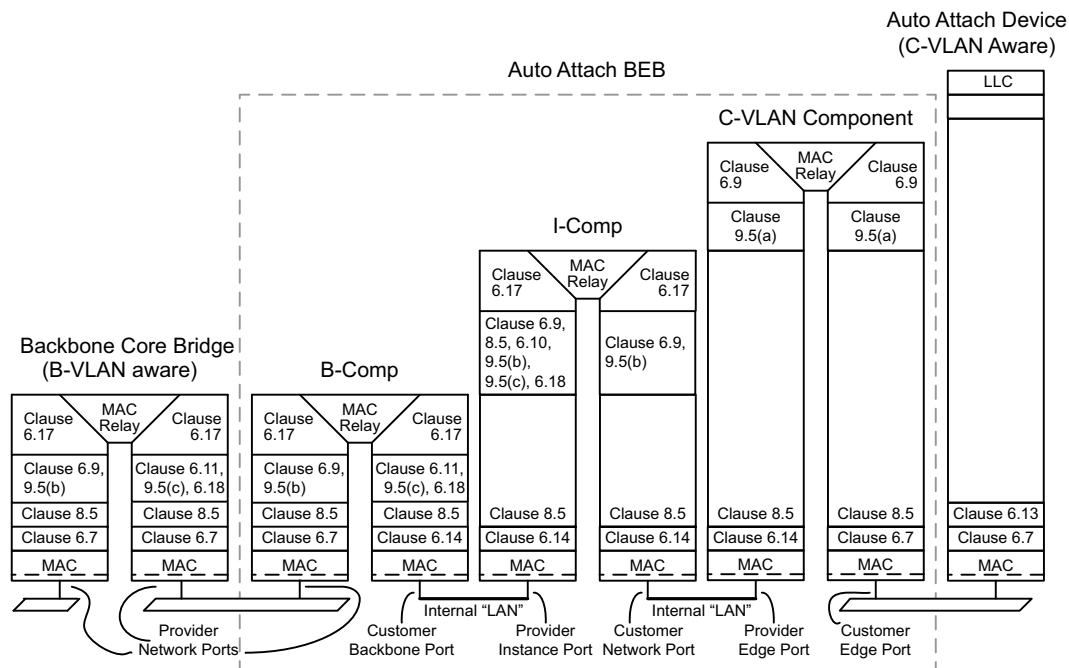 Auto Attach Device
(C-VLAN Aware)
Auto Attach BEB
LLC
C-VLAN Component
Clause
6.9
MAC
Relay
Clause
6.9
Clause
9.5(a)
Clause
9.5(a)
I-Comp
Clause
6.17
MAC
Relay
Clause
6.17
Clause 6.9,
8.5, 6.10,
9.5(b),
9.5(c), 6.18
Clause 6.9,
9.5(b)
Backbone Core Bridge
(B-VLAN aware)
B-Comp
Clause
6.17
MAC
Relay
Clause
6.17
Clause
6.17
MAC
Relay
Clause
6.17
Clause 6.9,
9.5(b)
Clause 6.11,
9.5(c), 6.18
Clause 6.9,
9.5(b)
Clause 6.11,
9.5(c), 6.18
Clause 8.5
Clause 8.5
Clause 8.5
Clause 8.5
Clause 8.5
Clause 8.5
Clause 8.5
Clause 8.5
Clause 6.13
Clause 6.7
Clause 6.7
Clause 6.7
Clause 6.14
Clause 6.14
Clause 6.14
Clause 6.14
Clause 6.7
Clause 6.7
MAC
MAC
MAC
MAC
MAC
MAC
MAC
MAC
MAC
Internal “LAN”
Internal “LAN”
Provider
Network Ports
Customer
Backbone Port
Provider
Instance Port
Customer
Network Port
Provider
Edge Port
Customer
Edge Port